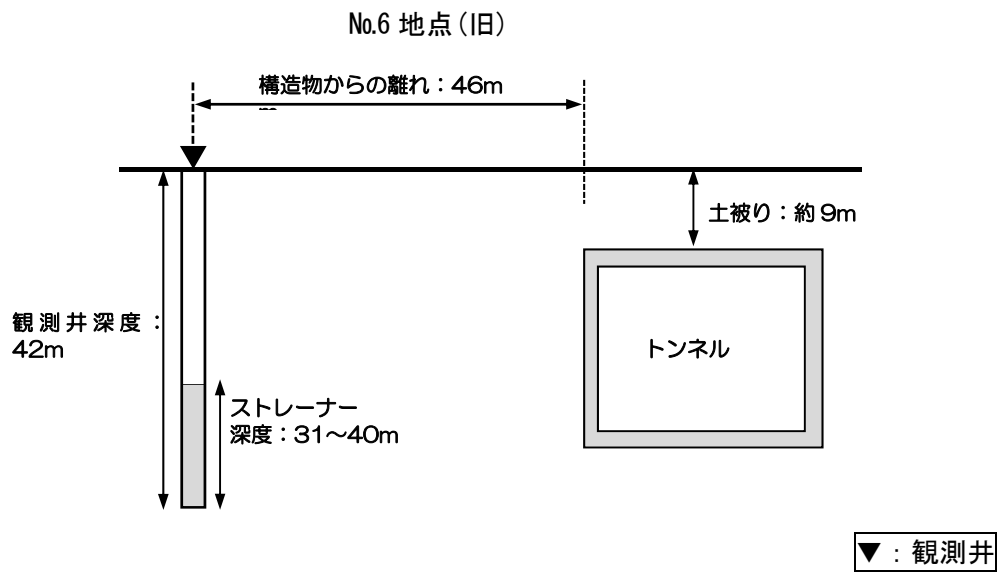 No.6 地点（旧）
構造物からの離れ：46m
土被り：約 9m
観測井深度：
42m
トンネル
ストレーナー
深度：31～40m
▼：観測井